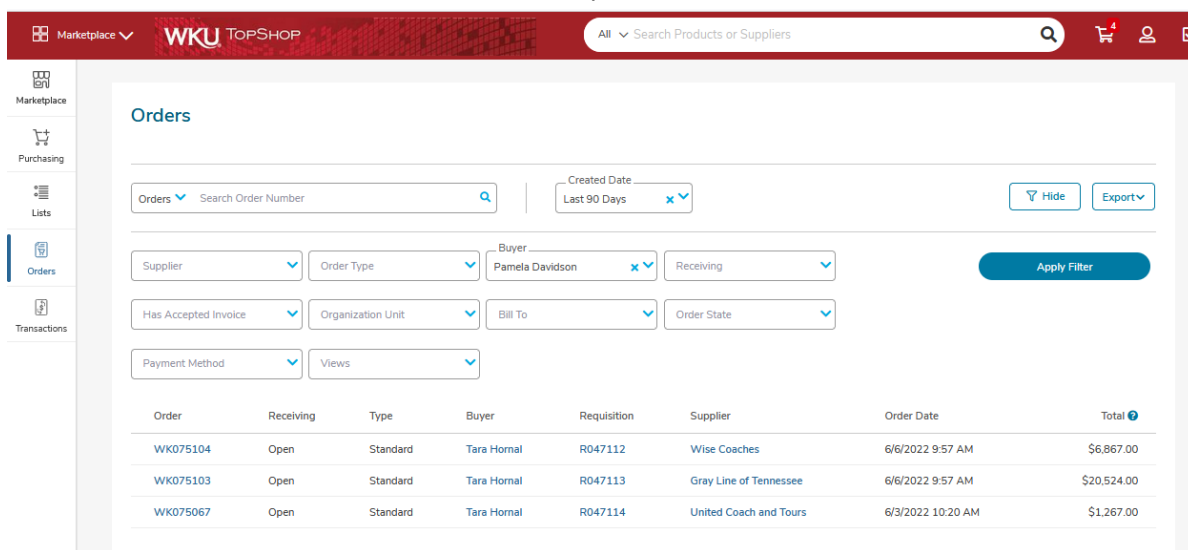 Marketplace WKU TOPSHOP All Search Products or Suppliers 4
Marketplace
Purchasing
Lists
Orders
Transactions
Orders
Created Date
Orders Search Order Number Last 90 Days Hide Export
Buyer
Supplier Order Type Pamela Davidson Receiving Apply Filter
Has Accepted Invoice Organization Unit Bill To Order State
Payment Method Views
Order Receiving Type Buyer Requisition Supplier Order Date Total ?
WK075104 Open Standard Tara Hornal R047112 Wise Coaches 6/6/2022 9:57 AM $6,867.00
WK075103 Open Standard Tara Hornal R047113 Gray Line of Tennessee 6/6/2022 9:57 AM $20,524.00
WK075067 Open Standard Tara Hornal R047114 United Coach and Tours 6/3/2022 10:20 AM $1,267.00